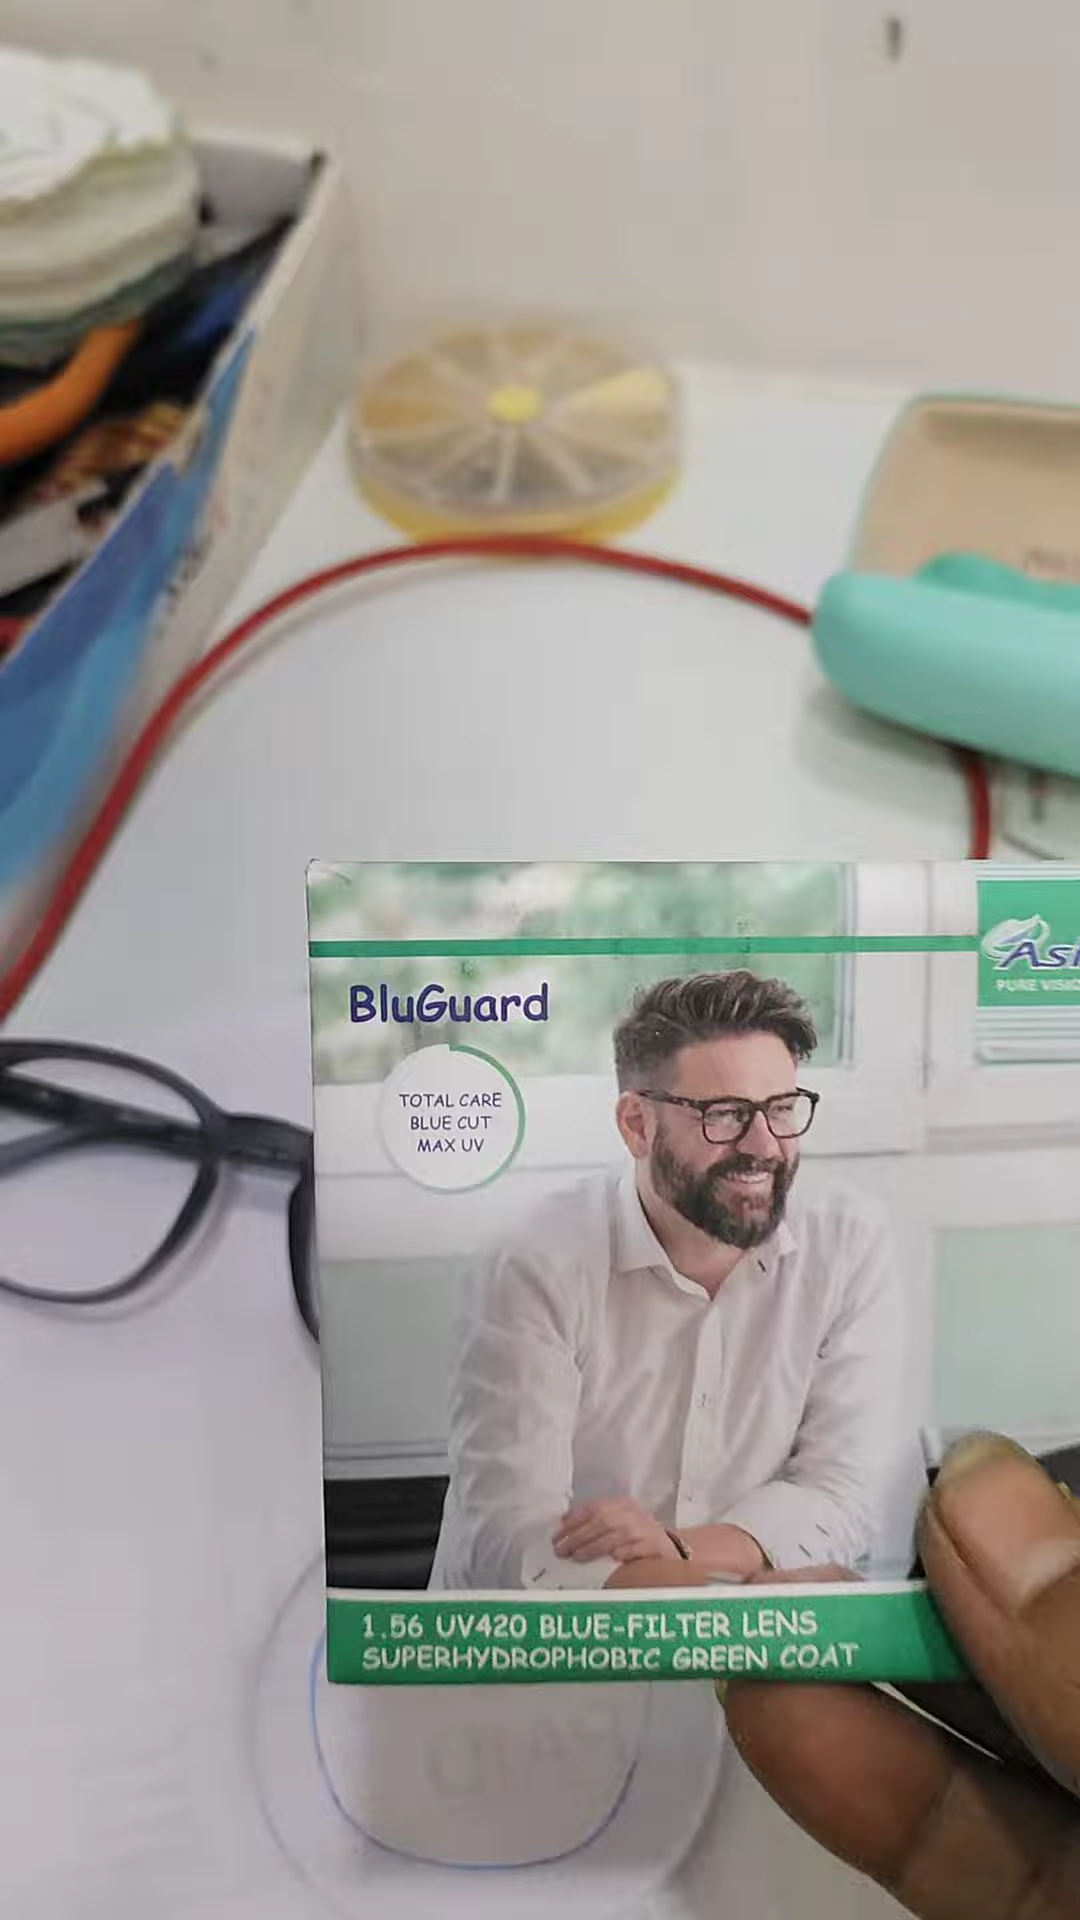 BluGuard
TOTAL CARE
BLUE CUT
MAX UV
1.56 UV420 BLUE-FILTER LENS
SUPERHYDROPHOBIC GREEN COAT